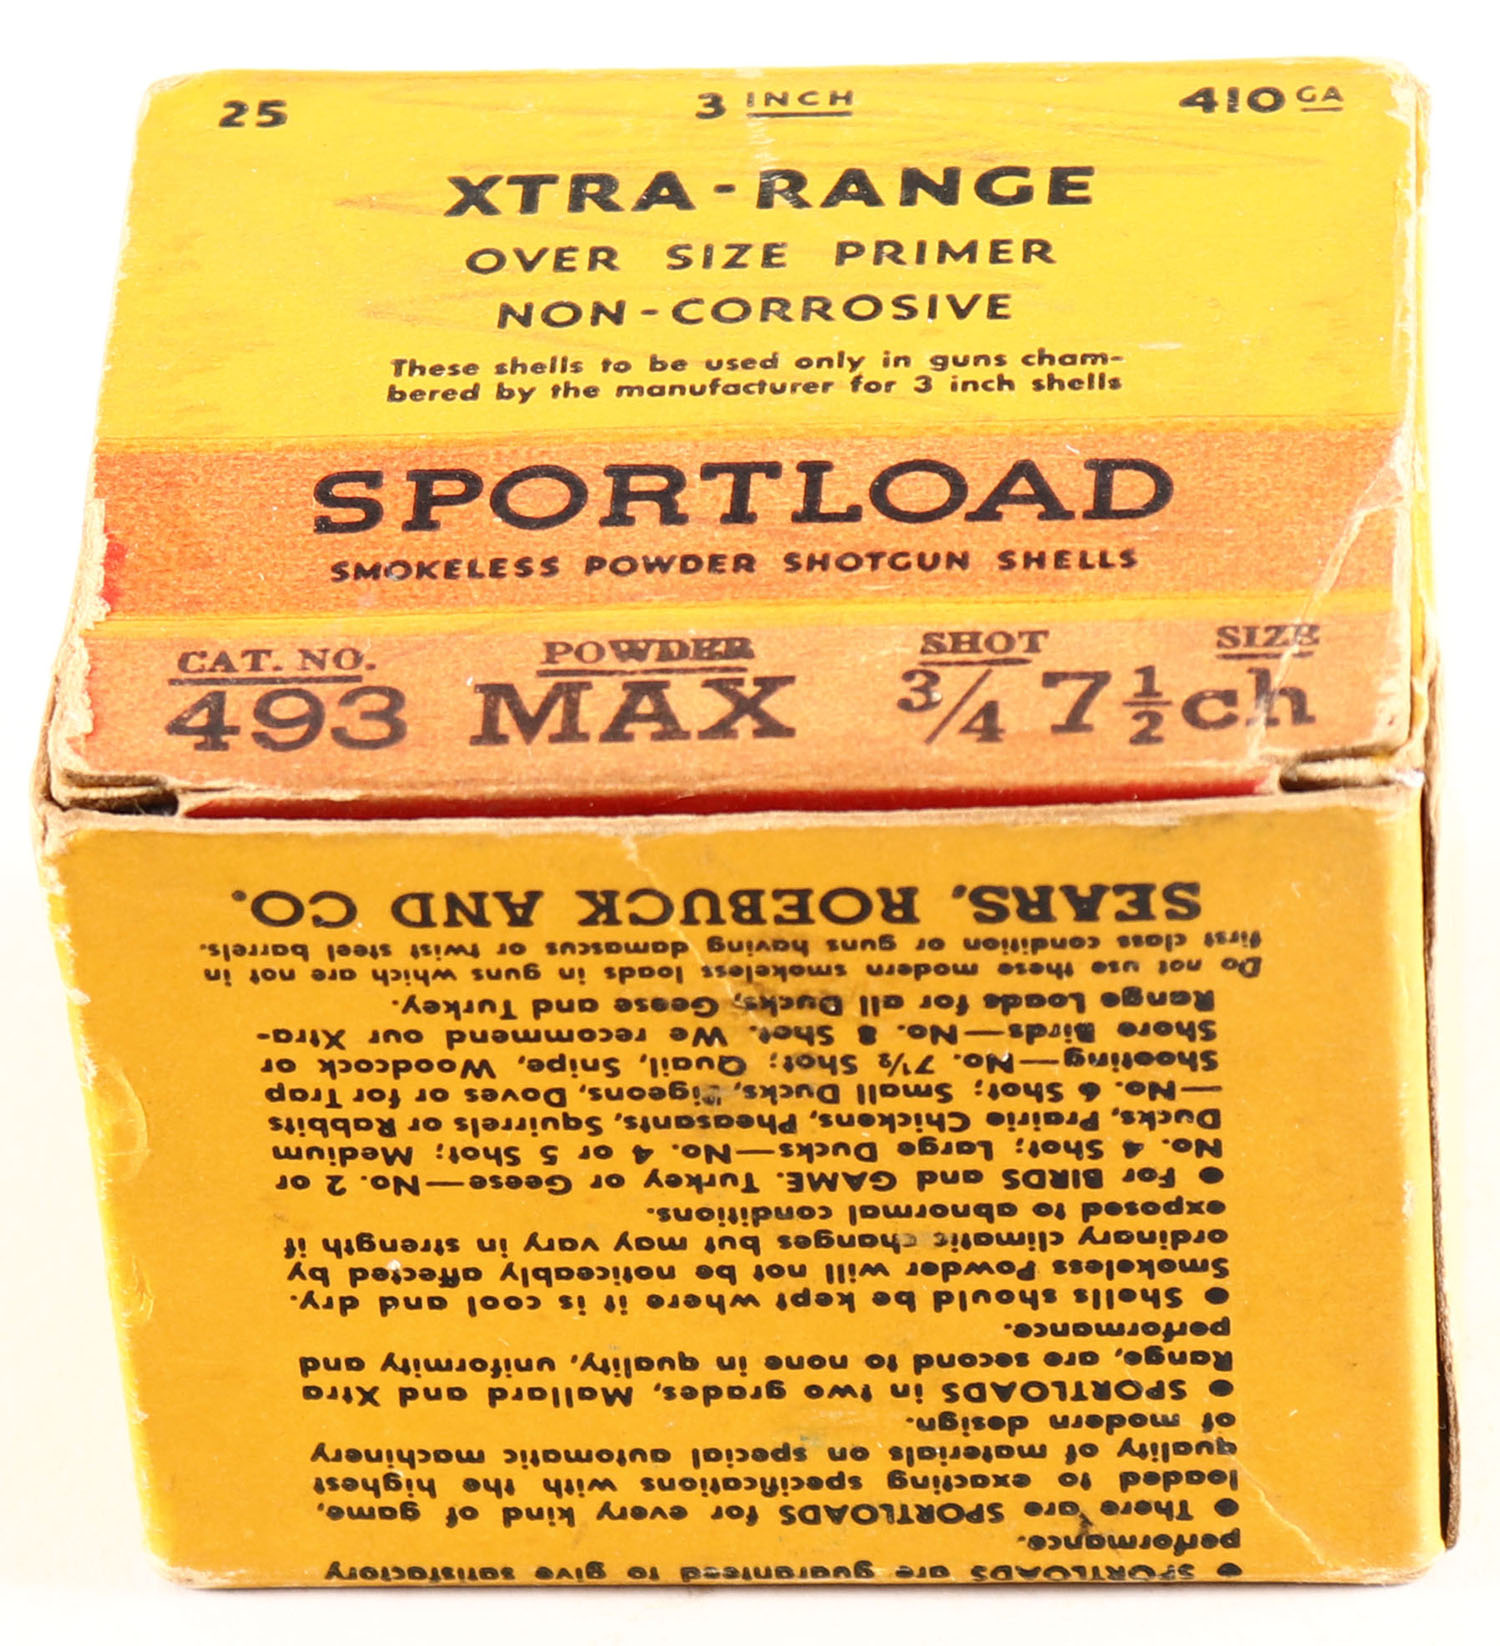 25 3 INCH 410 GA
XTRA-RANGE
OVER SIZE PRIMER
NON-CORROSIVE
These shells to be used only in guns cham-
bered by the manufacturer for 3 inch shells
SPORTLOAD
SMOKELESS POWDER SHOTGUN SHELLS
CAT. NO. POWDER SHOT SIZE
493 MAX 3/4 7½ch
● SPORTLOADS are guaranteed to give satisfactory
performance.
● There are SPORTLOADS for every kind of game,
loaded to exacting specifications with the highest
quality of materials on special automatic machinery
of modern design.
● SPORTLOADS in two grades, Mallard and Xtra
Range, are second to none in quality, uniformity and
performance.
● Shells should be kept where it is cool and dry.
Smokeless Powder will not be noticeably affected by
ordinary climatic changes but may vary in strength if
exposed to abnormal conditions.
● For BIRDS and GAME. Turkey or Geese—No. 2 or
No. 4 Shot; Large Ducks—No. 4 or 5 Shot; Medium
Ducks, Prairie Chickens, Pheasants, Squirrels or Rabbits
—No. 6 Shot; Small Ducks, Pigeons, Doves or for Trap
Shooting—No. 7½ Shot; Quail, Snipe, Woodcock or
Shore Birds—No. 8 Shot. We recommend our Xtra-
Range Loads for all Ducks, Geese and Turkey.
Do not use these modern smokeless loads in guns which are not in
first class condition or guns having damascus or twist steel barrels.
SEARS, ROEBUCK AND CO.